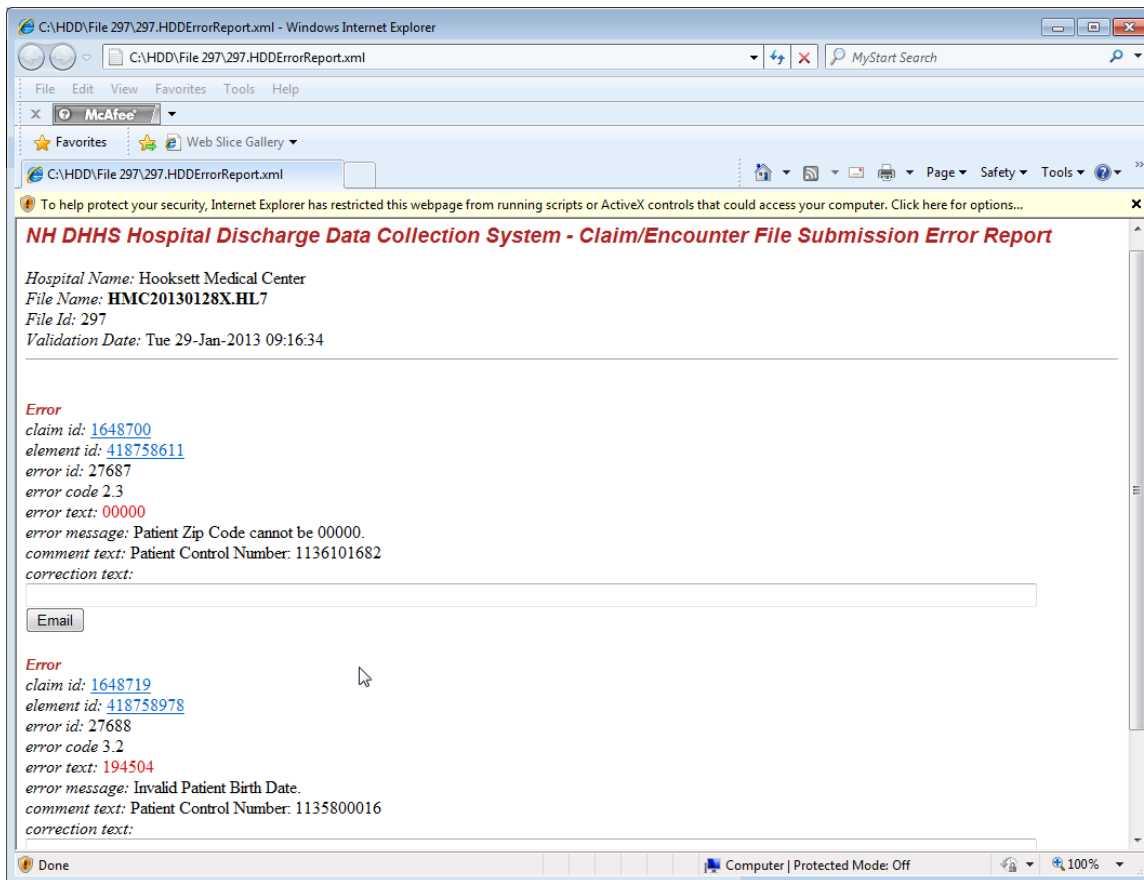 C:\HDD\File 297\297.HDDErrorReport.xml - Windows Internet Explorer
C:\HDD\File 297\297.HDDErrorReport.xml MyStart Search
File Edit View Favorites Tools Help
x McAfee
Favorites Web Slice Gallery
C:\HDD\File 297\297.HDDErrorReport.xml Page Safety Tools
To help protect your security, Internet Explorer has restricted this webpage from running scripts or ActiveX controls that could access your computer. Click here for options...
NH DHHS Hospital Discharge Data Collection System - Claim/Encounter File Submission Error Report
Hospital Name: Hooksett Medical Center
File Name: HMC20130128X.HL7
File Id: 297
Validation Date: Tue 29-Jan-2013 09:16:34
Error
claim id: 1648700
element id: 418758611
error id: 27687
error code 2.3
error text: 00000
error message: Patient Zip Code cannot be 00000.
comment text: Patient Control Number: 1136101682
correction text:
Email
Error
claim id: 1648719
element id: 418758978
error id: 27688
error code 3.2
error text: 194504
error message: Invalid Patient Birth Date.
comment text: Patient Control Number: 1135800016
correction text:
Done Computer | Protected Mode: Off 100%